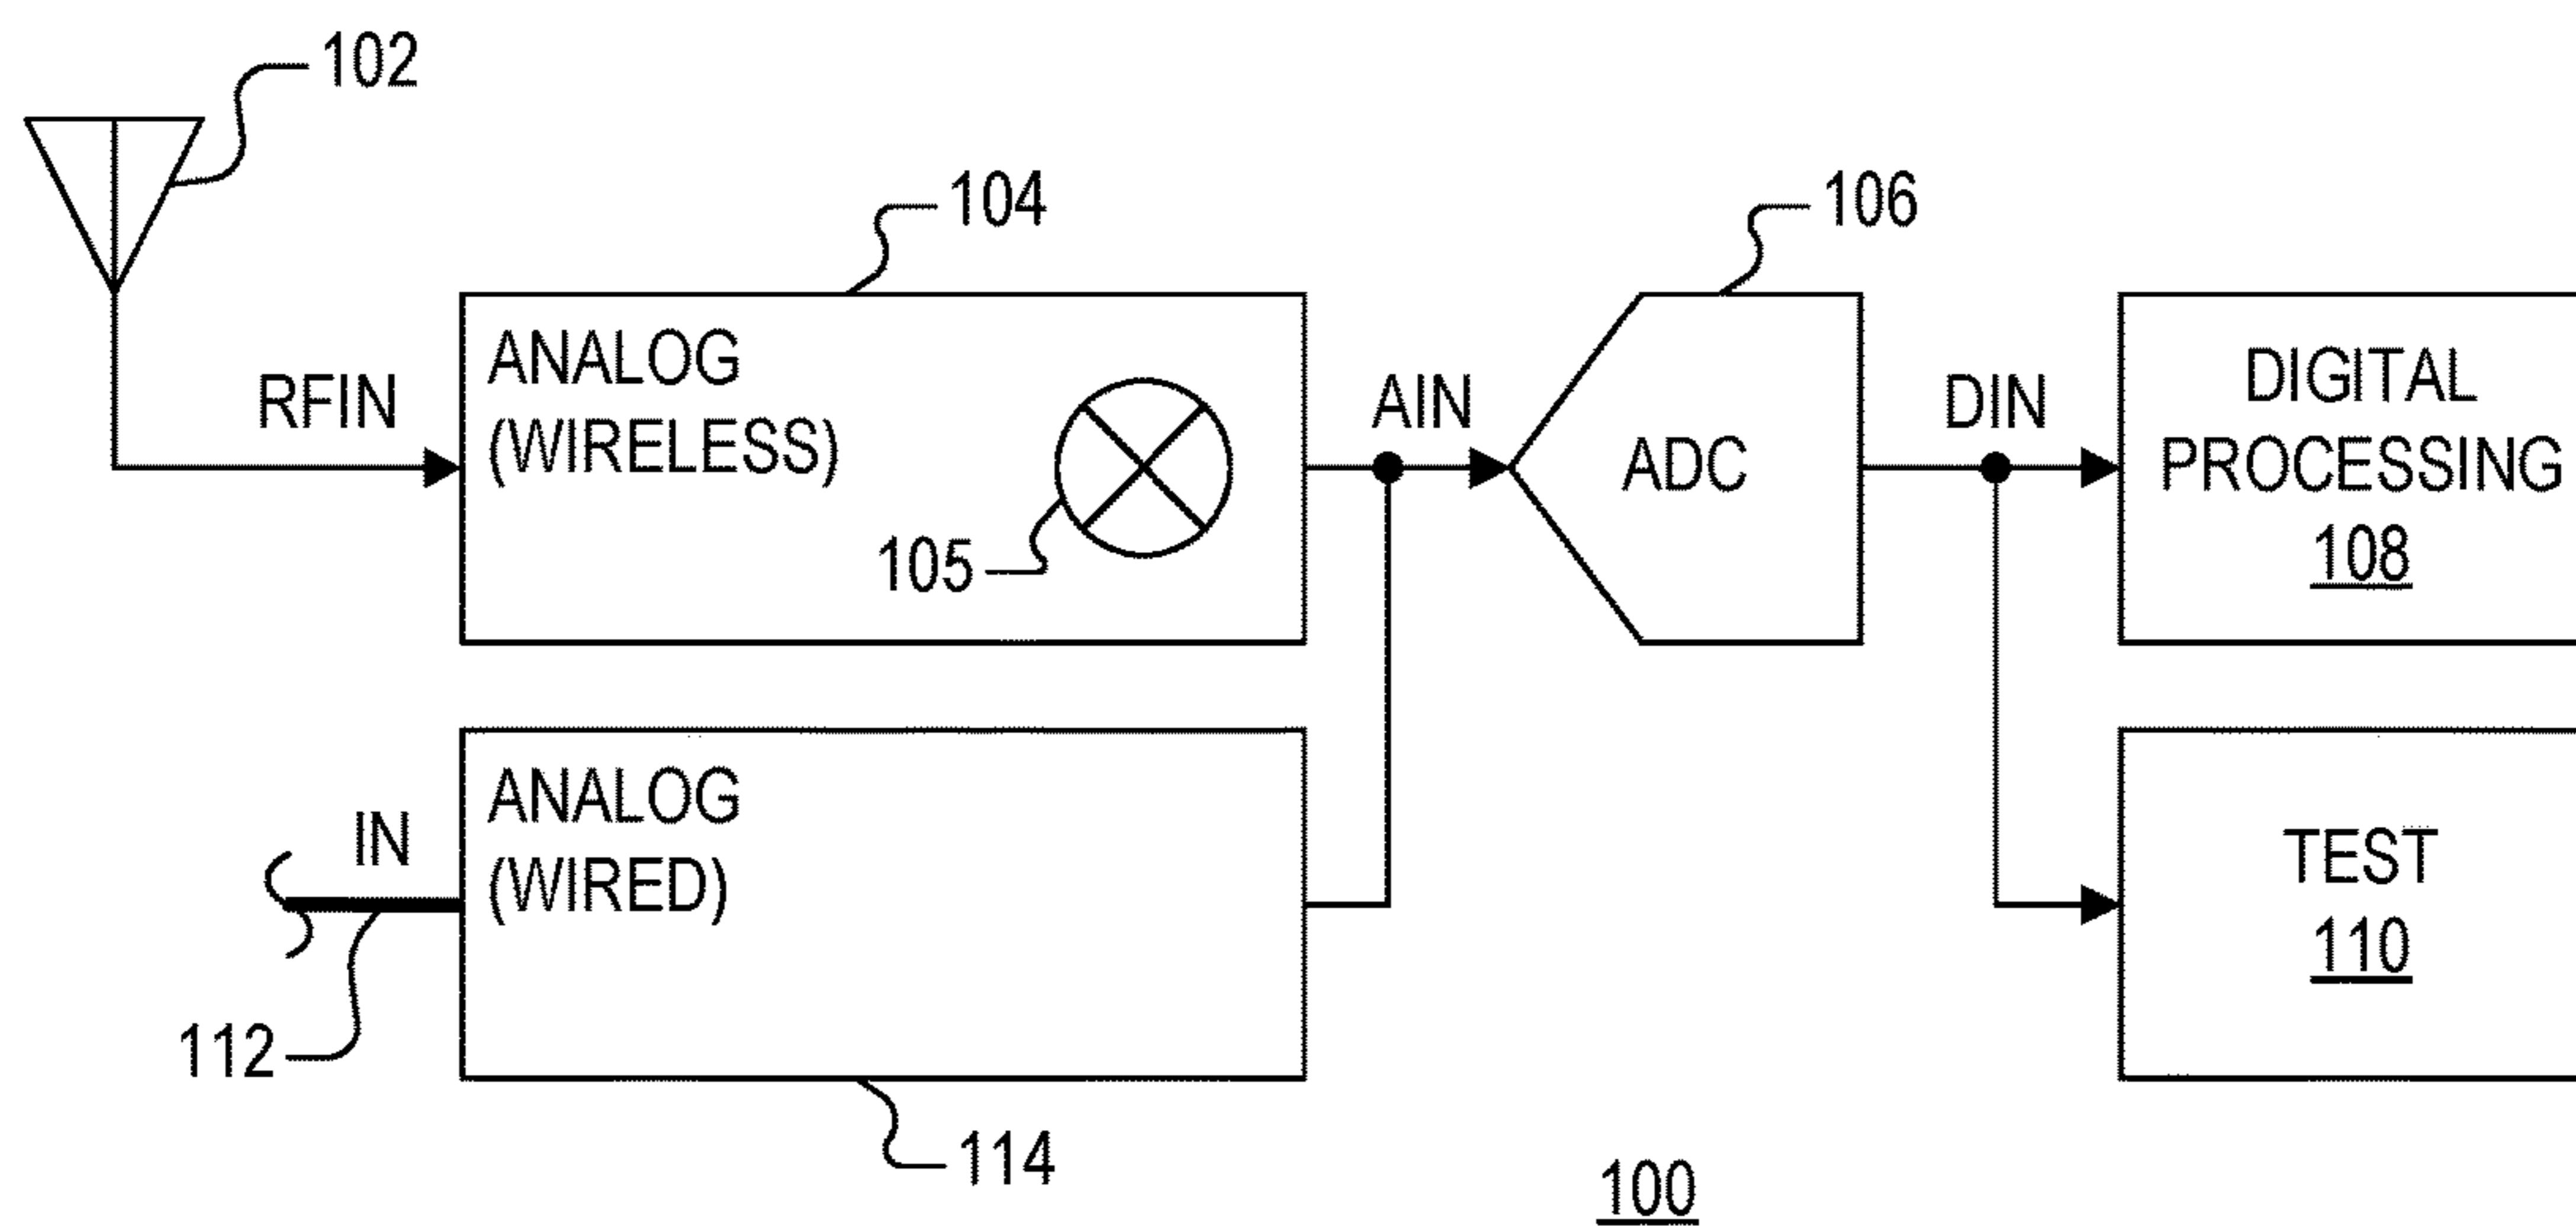 102
104
106
RFIN
ANALOG
(WIRELESS)
105
AIN
ADC
DIN
DIGITAL
PROCESSING
108
IN
112
ANALOG
(WIRED)
114
TEST
110
100